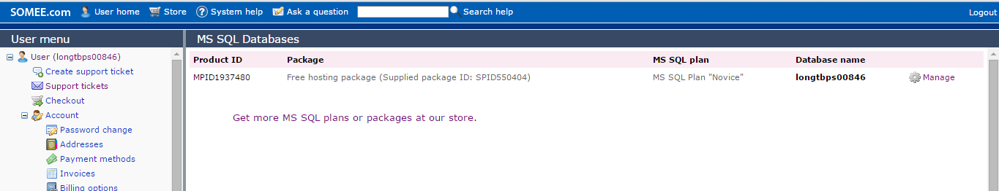 SOMEE.com User home Store System help Ask a question Search help Logout
User menu MS SQL Databases
User (longtbps00846)
Create support ticket
Support tickets
Checkout
Account
Password change
Addresses
Payment methods
Invoices
Billing options
Product ID Package MS SQL plan Database name
MPID1937480 Free hosting package (Supplied package ID: SPID550404) MS SQL Plan "Novice" longtbps00846 Manage
Get more MS SQL plans or packages at our store.